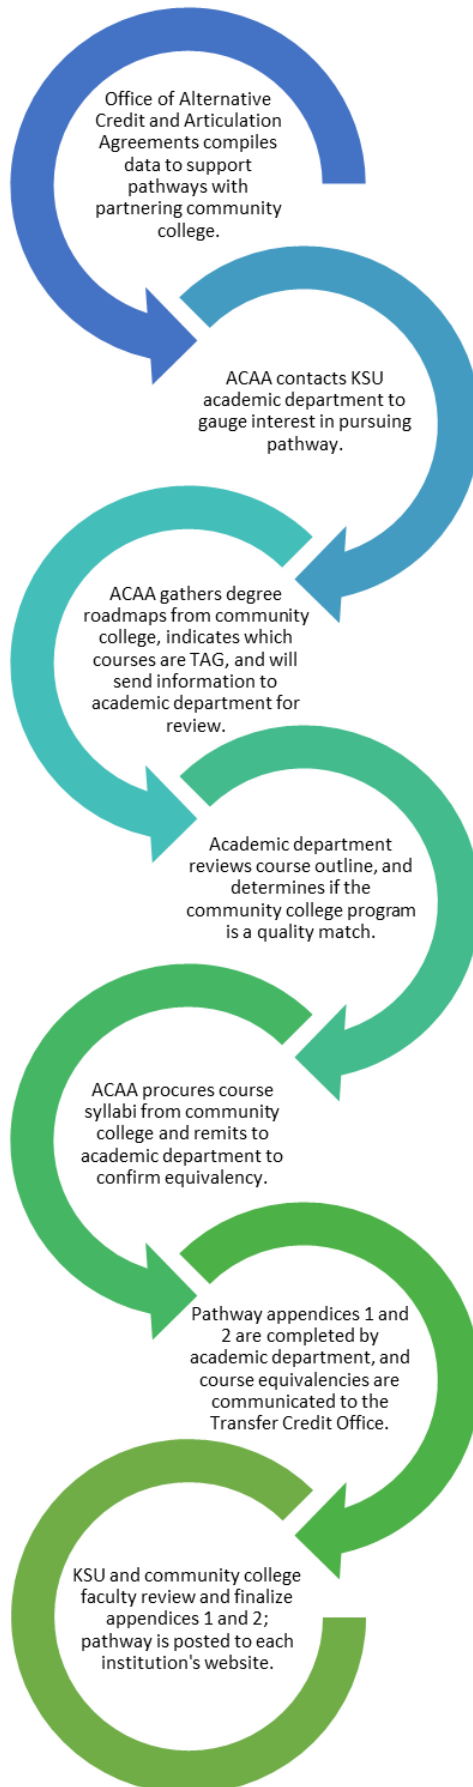 Office of Alternative
Credit and Articulation
Agreements compiles
data to support
pathways with
partnering community
college.
ACAA contacts KSU
academic department to
gauge interest in pursuing
pathway.
ACAA gathers degree
roadmaps from community
college, indicates which
courses are TAG, and will
send information to
academic department for
review.
Academic department
reviews course outline, and
determines if the
community college program
is a quality match.
ACAA procures course
syllabi from community
college and remits to
academic department to
confirm equivalency.
Pathway appendices 1 and
2 are completed by
academic department, and
course equivalencies are
communicated to the
Transfer Credit Office.
KSU and community college
faculty review and finalize
appendices 1 and 2;
pathway is posted to each
institution's website.